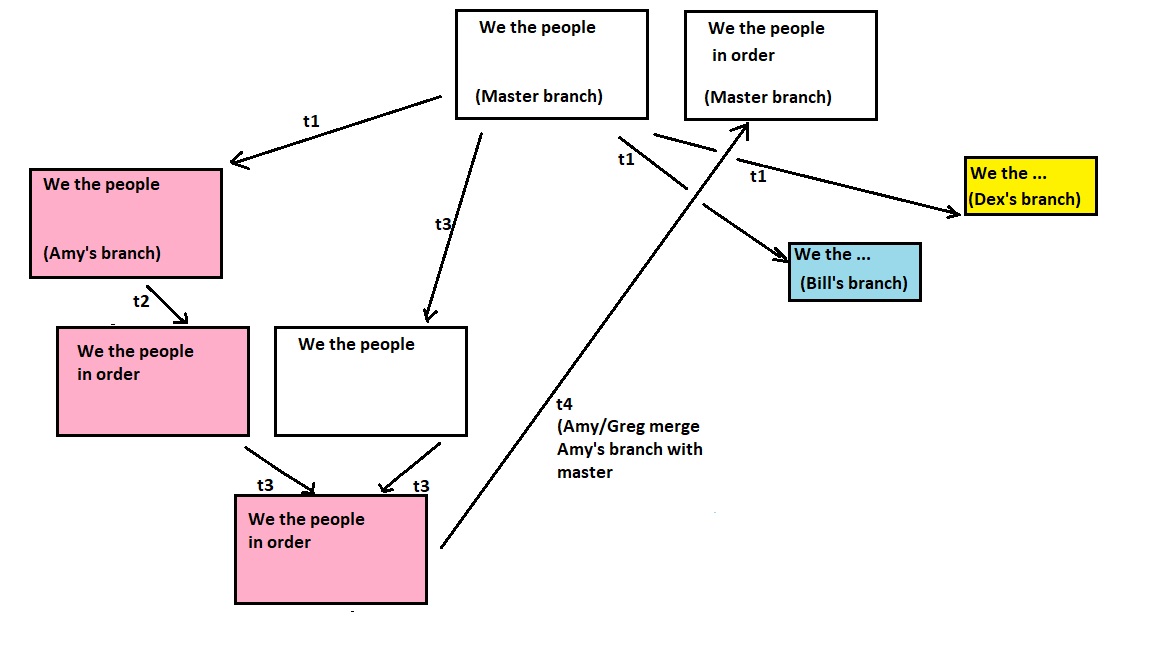 We the people
(Master branch)
We the people
in order
(Master branch)
t1
t1
t1
We the ...
(Dex's branch)
We the people
(Amy's branch)
t3
We the ...
(Bill's branch)
t2
We the people
in order
We the people
t4
(Amy/Greg merge
Amy's branch with
master
t3
t3
We the people
in order